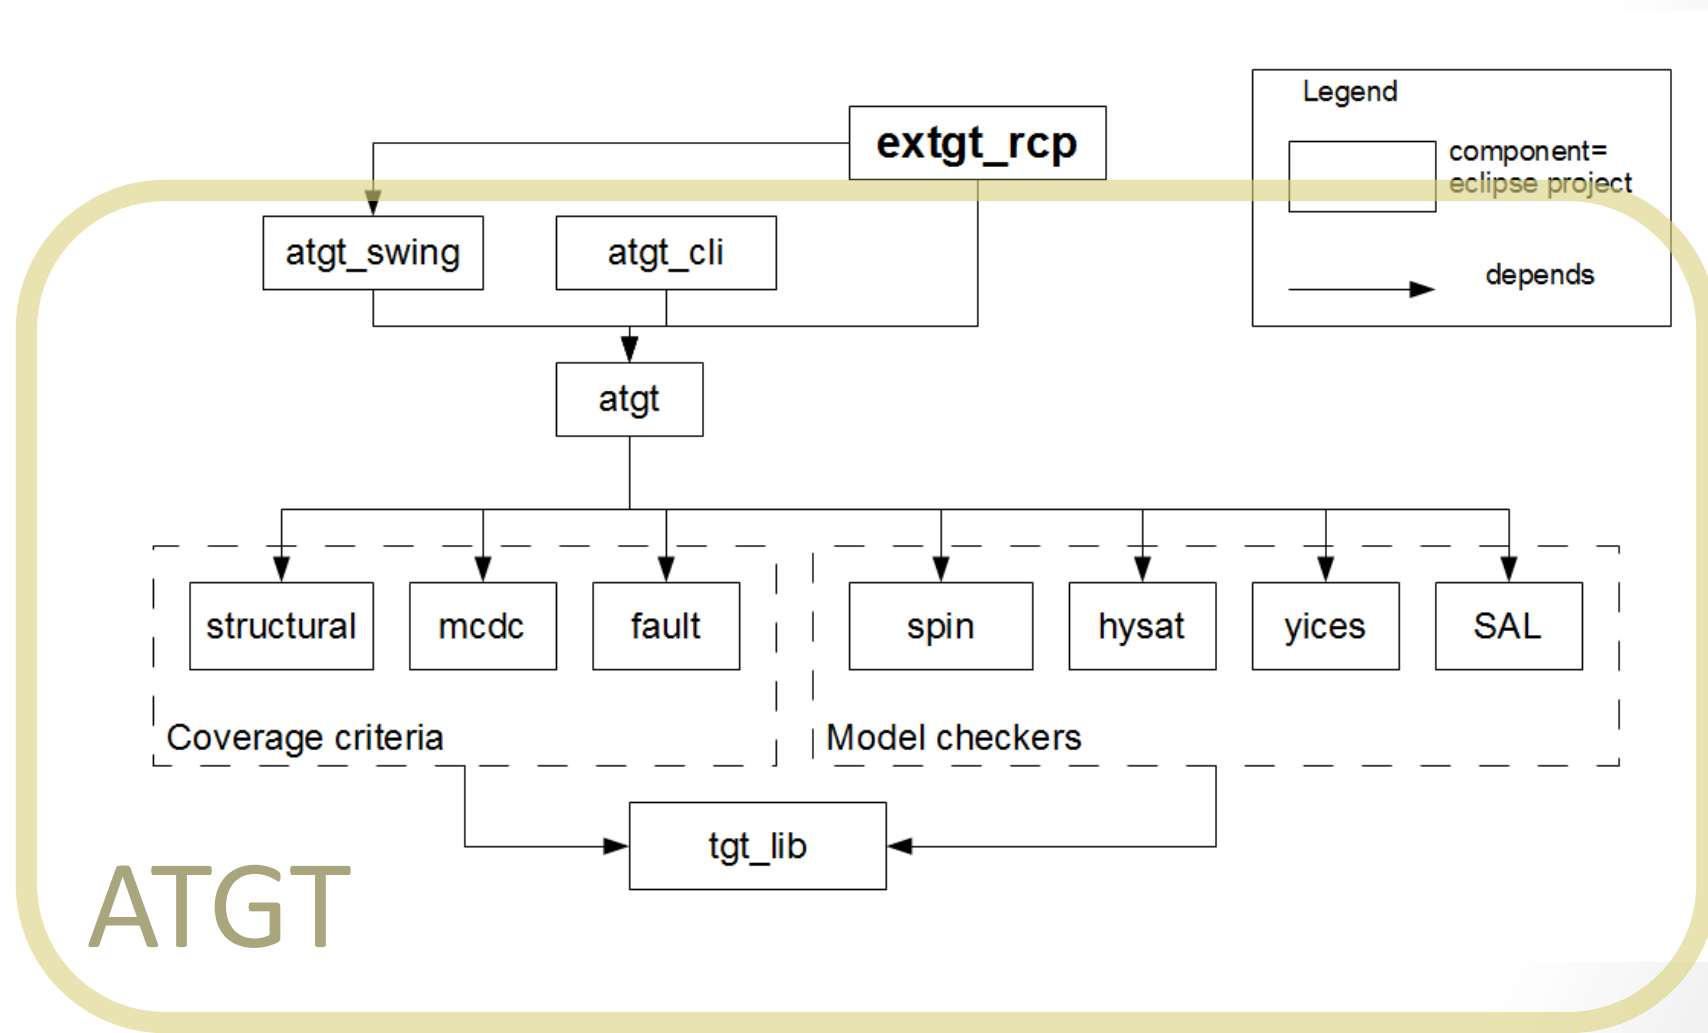 Legend
extgt_rcp
component=
eclipse project
atgt_swing
atgt_cli
depends
atgt
structural
mcdc
fault
spin
hysat
yices
SAL
Coverage criteria
Model checkers
tgt_lib
ATGT